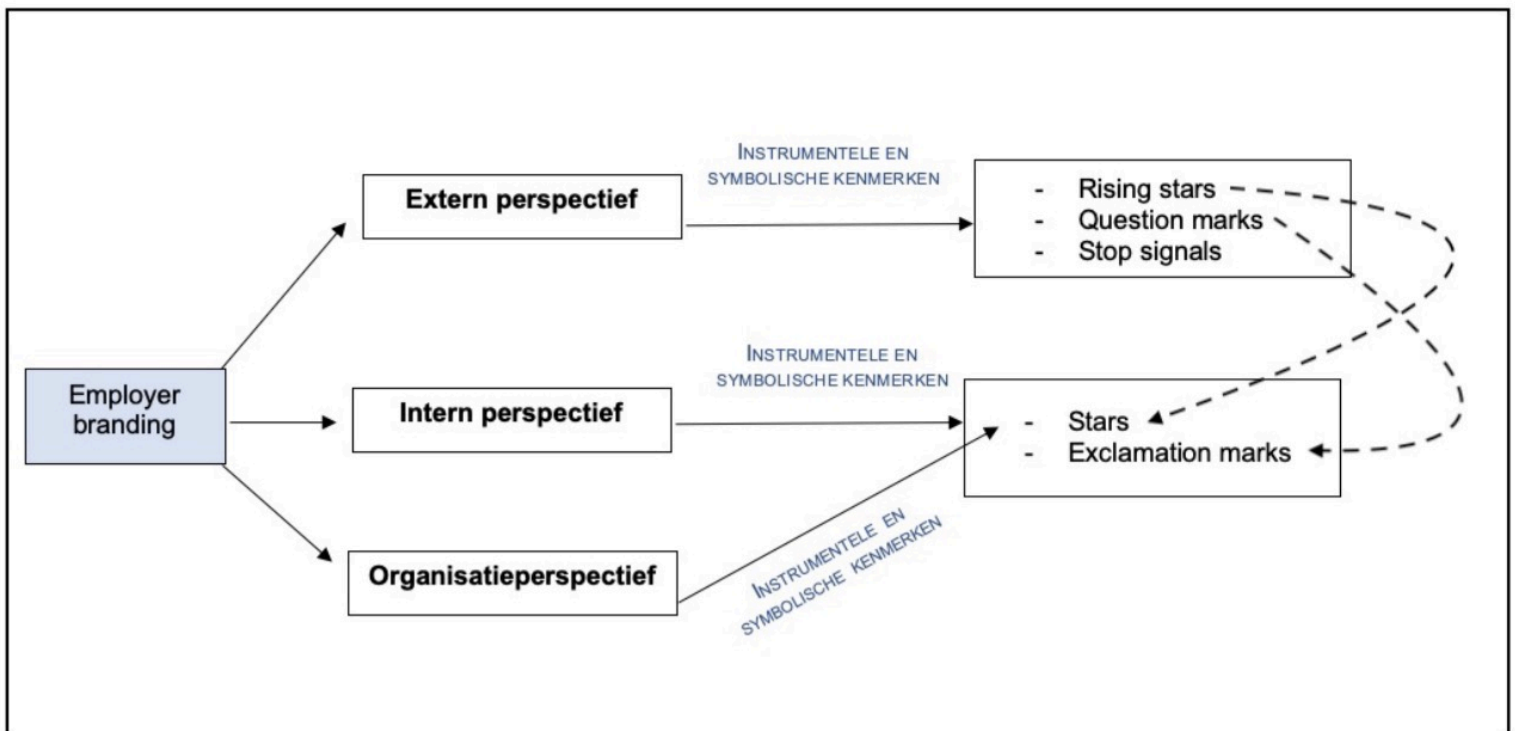 INSTRUMENTELE EN
SYMBOLISCHE KENMERKEN
Extern perspectief
- Rising stars
- Question marks
- Stop signals
Employer
branding
INSTRUMENTELE EN
SYMBOLISCHE KENMERKEN
Intern perspectief
- Stars
- Exclamation marks
Organisatieperspectief
INSTRUMENTELE EN
SYMBOLISCHE KENMERKEN